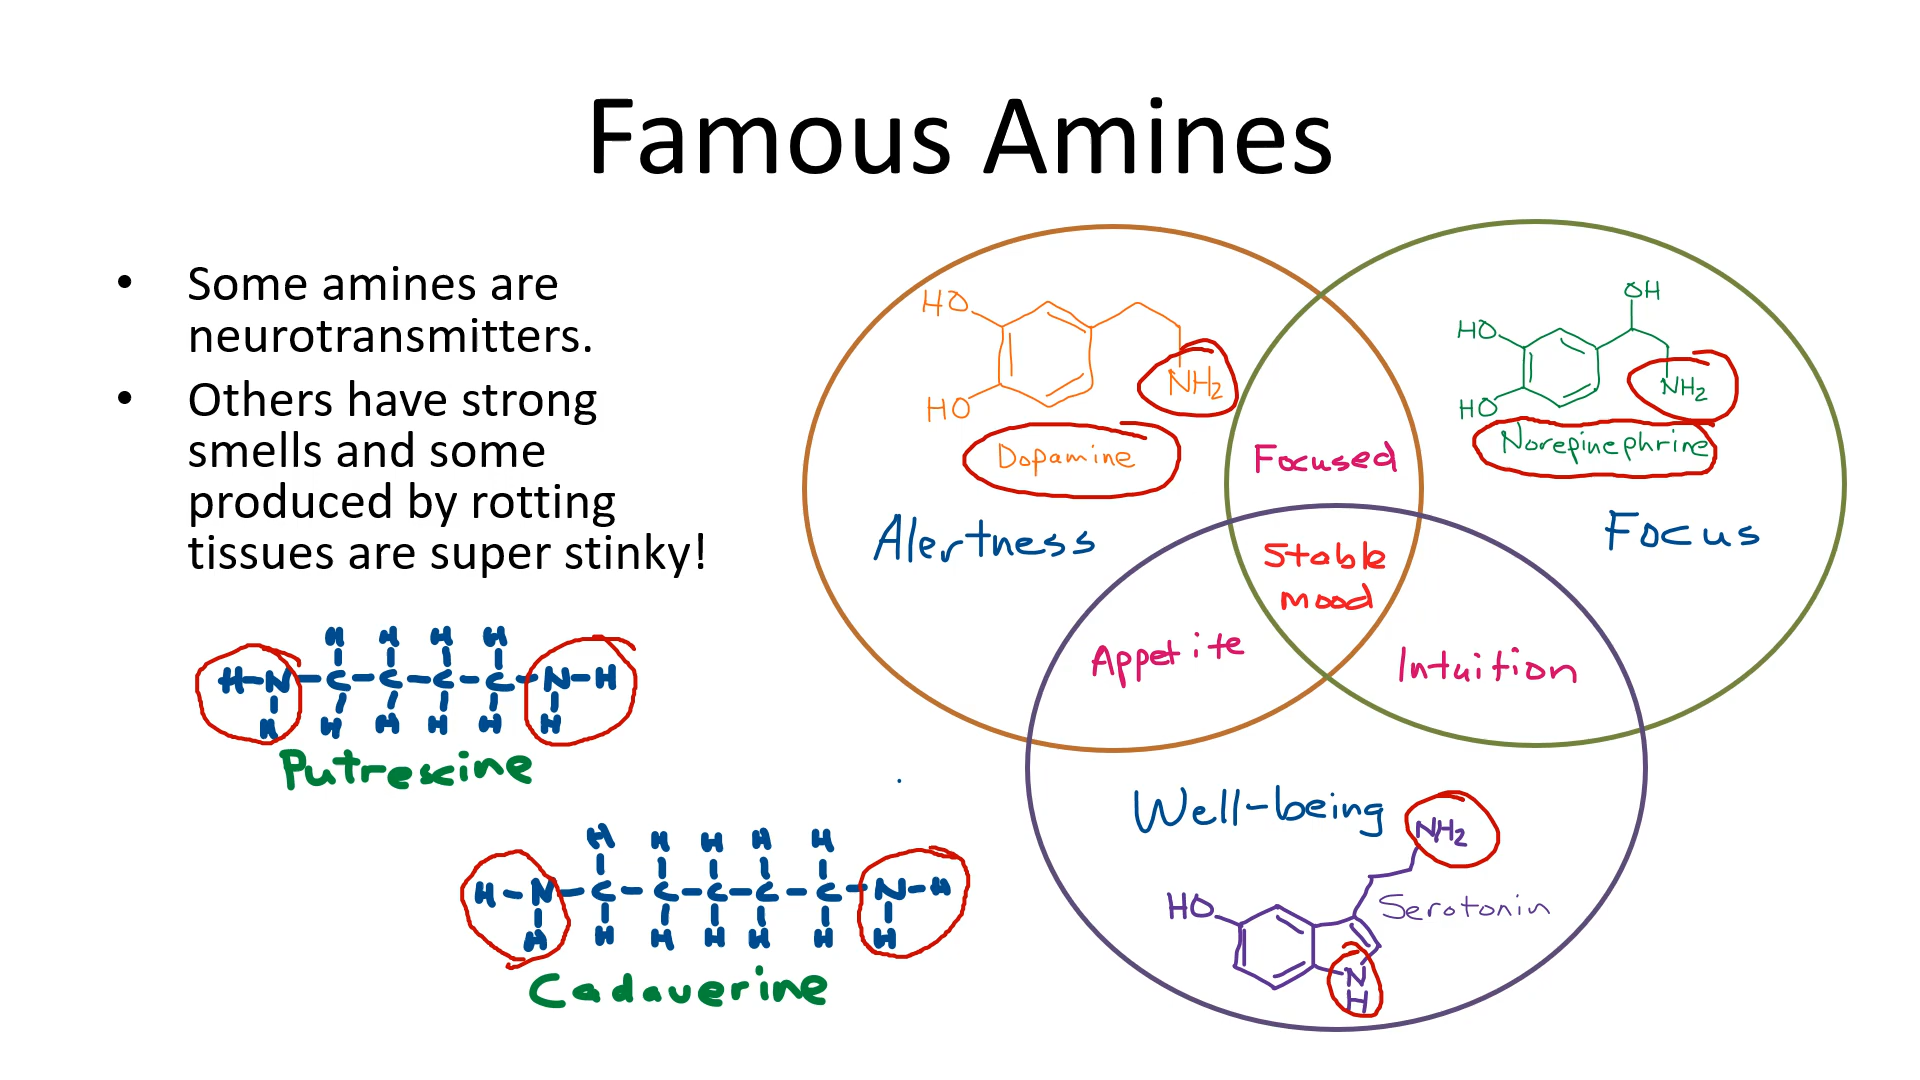 Famous Amines
• Some amines are
neurotransmitters.
• Others have strong
smells and some
produced by rotting
tissues are super stinky!
H H H H
H-N-C-C-C-C-N-H
H H H H H H
Putrescine
H H H H H
H-N-C-C-C-C-C-N-H
H H H H H H H
Cadaverine
HO
HO
NH2
Dopamine
Alertness
Focused
OH
HO
HO
NH2
Norepinephrine
Focus
Stable
mood
Appetite
Intuition
Well-being
NH2
HO
Serotonin
N
H